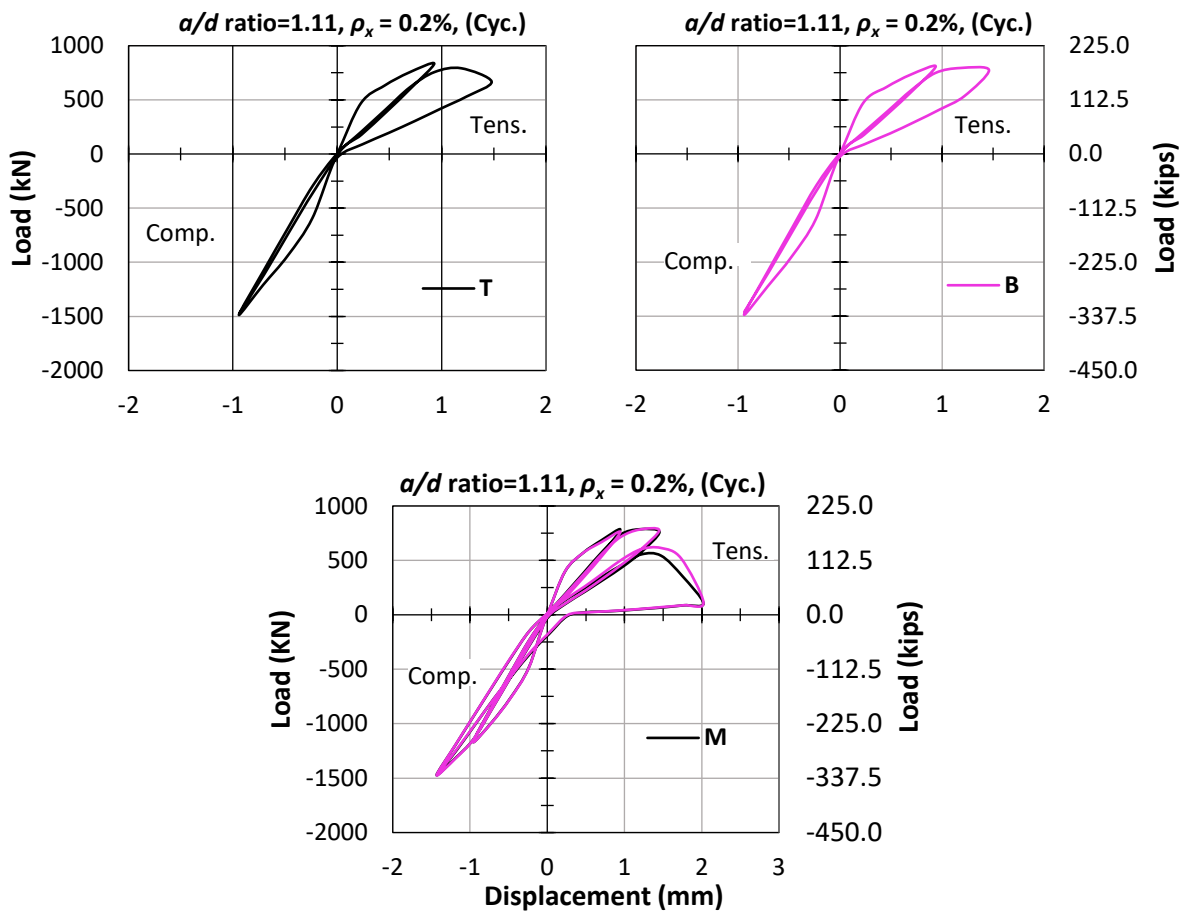 a/d ratio=1.11, ρx = 0.2%, (Cyc.)
1000
500
0
-500
-1000
-1500
-2000
Load (kN)
Tens.
Comp.
T
-2 -1 0 1 2
a/d ratio=1.11, ρx = 0.2%, (Cyc.)
225.0
112.5
0.0
-112.5
-225.0
-337.5
-450.0
Load (kips)
Tens.
Comp.
B
-2 -1 0 1 2
a/d ratio=1.11, ρx = 0.2%, (Cyc.)
1000
500
0
-500
-1000
-1500
-2000
Load (KN)
225.0
112.5
0.0
-112.5
-225.0
-337.5
-450.0
Load (kips)
Tens.
Comp.
M
-2 -1 0 1 2 3
Displacement (mm)